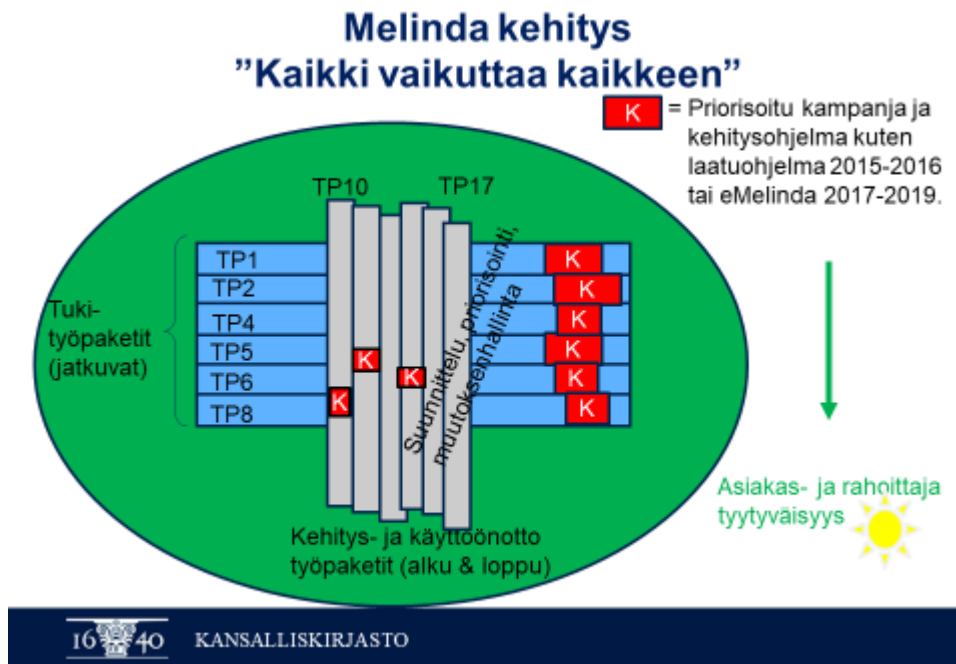 Melinda kehitys
”Kaikki vaikuttaa kaikkeen”
K = Priorisoitu kampanja ja
kehitysohjelma kuten
laatuohjelma 2015-2016
tai eMelinda 2017-2019.
TP10
TP17
TP1
TP2
TP4
TP5
TP6
TP8
Tuki-
työpaketit
(jatkuvat)
K
K
K
K
K
K
K
K
K
Suunnittelu, priorisointi,
muutoksenhallinta
Kehitys- ja käyttöönotto
työpaketit (alku & loppu)
Asiakas- ja rahoittaja
tyytyväisyys
1640 KANSALLISKIRJASTO